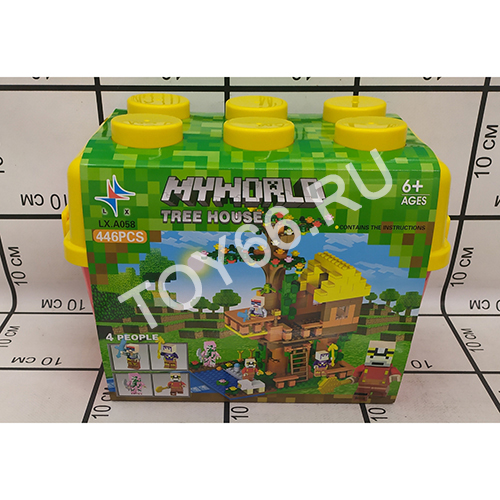 MYWORLD
TREE HOUSE
6+
AGES
CONTAINS THE INSTRUCTIONS
LX
LX.A058
446PCS
4 PEOPLE
TOY66.RU
10 CM
10 CM
10 CM
10 CM
10 CM
10 CM
10 CM
10 CM